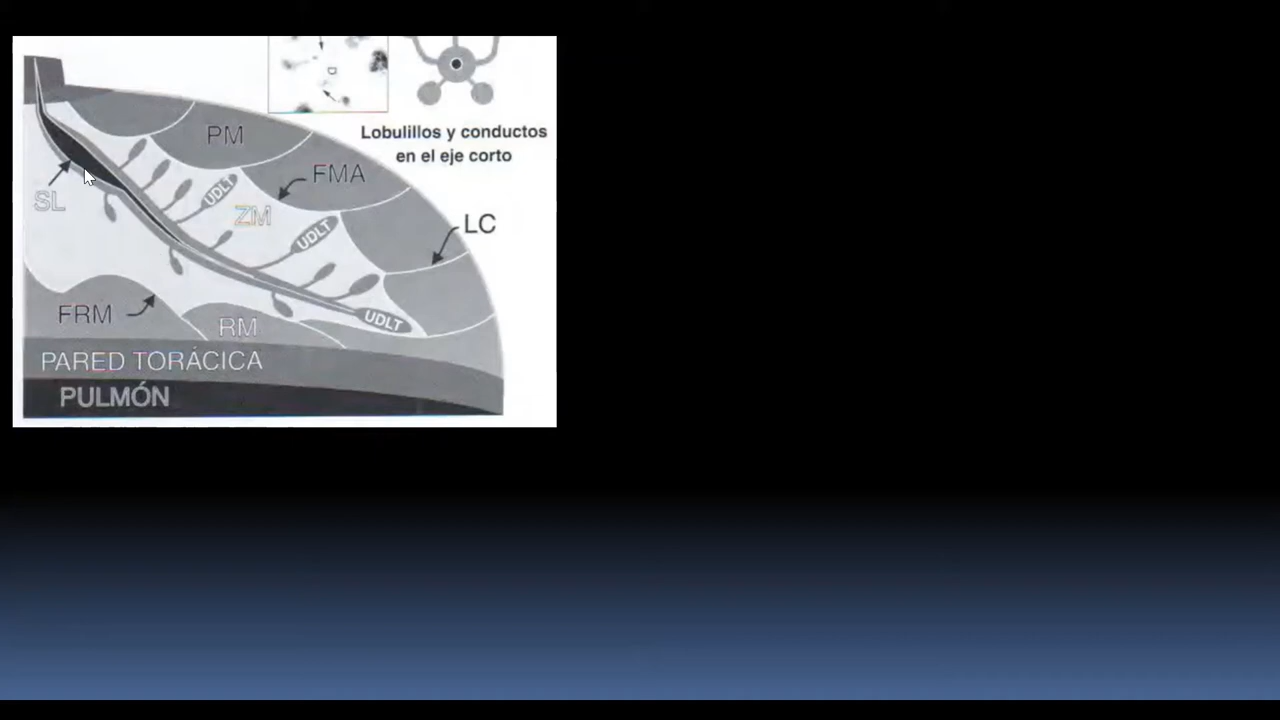 D
Lobulillos y conductos
en el eje corto
PM
FMA
SL
UDLT
ZM
LC
UDLT
FRM
RM
UDLT
PARED TORÁCICA
PULMÓN